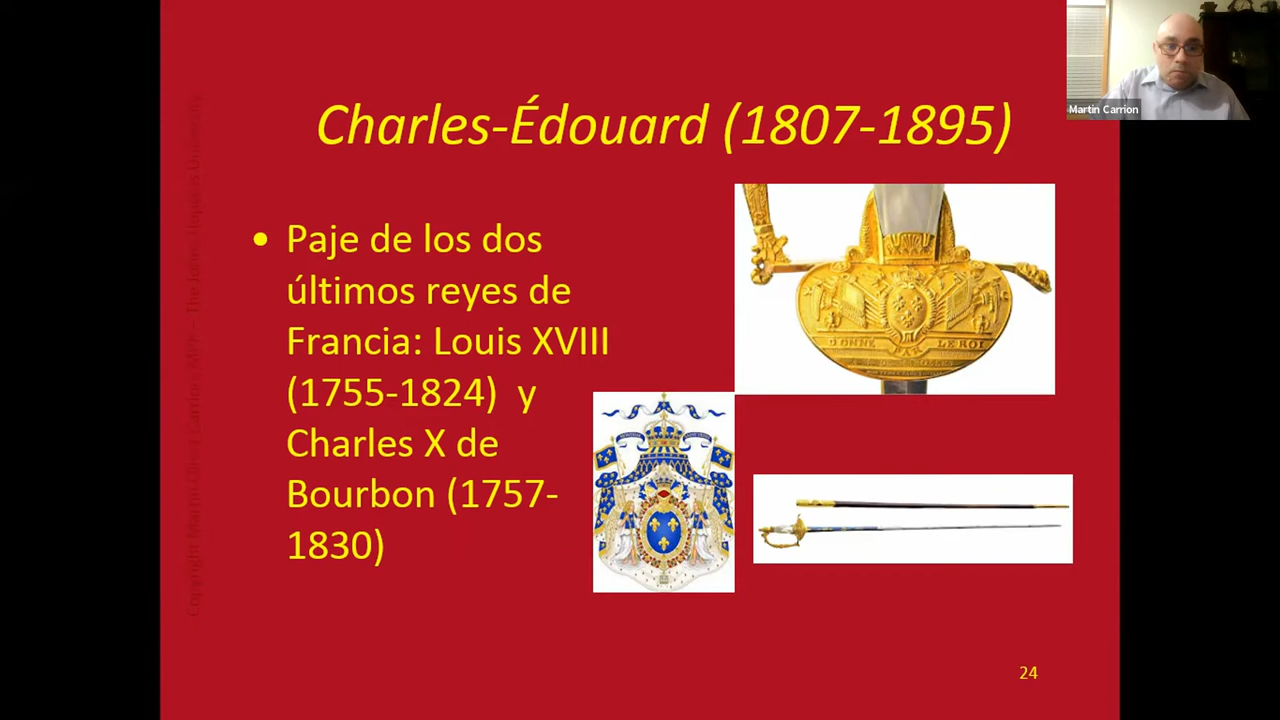 Charles-Édouard (1807-1895)
Martin Carrion
Paje de los dos
últimos reyes de
Francia: Louis XVIII
(1755-1824) y
Charles X de
Bourbon (1757-
1830)
DONNÉ PAR LE ROI
24